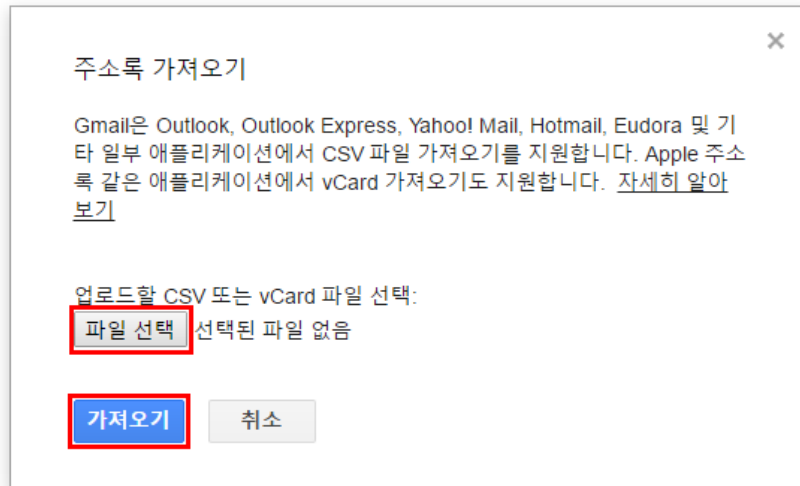 주소록 가져오기
Gmail은 Outlook, Outlook Express, Yahoo! Mail, Hotmail, Eudora 및 기
타 일부 애플리케이션에서 CSV 파일 가져오기를 지원합니다. Apple 주소
록 같은 애플리케이션에서 vCard 가져오기도 지원합니다. 자세히 알아
보기
업로드할 CSV 또는 vCard 파일 선택:
파일 선택 선택된 파일 없음
가져오기 취소